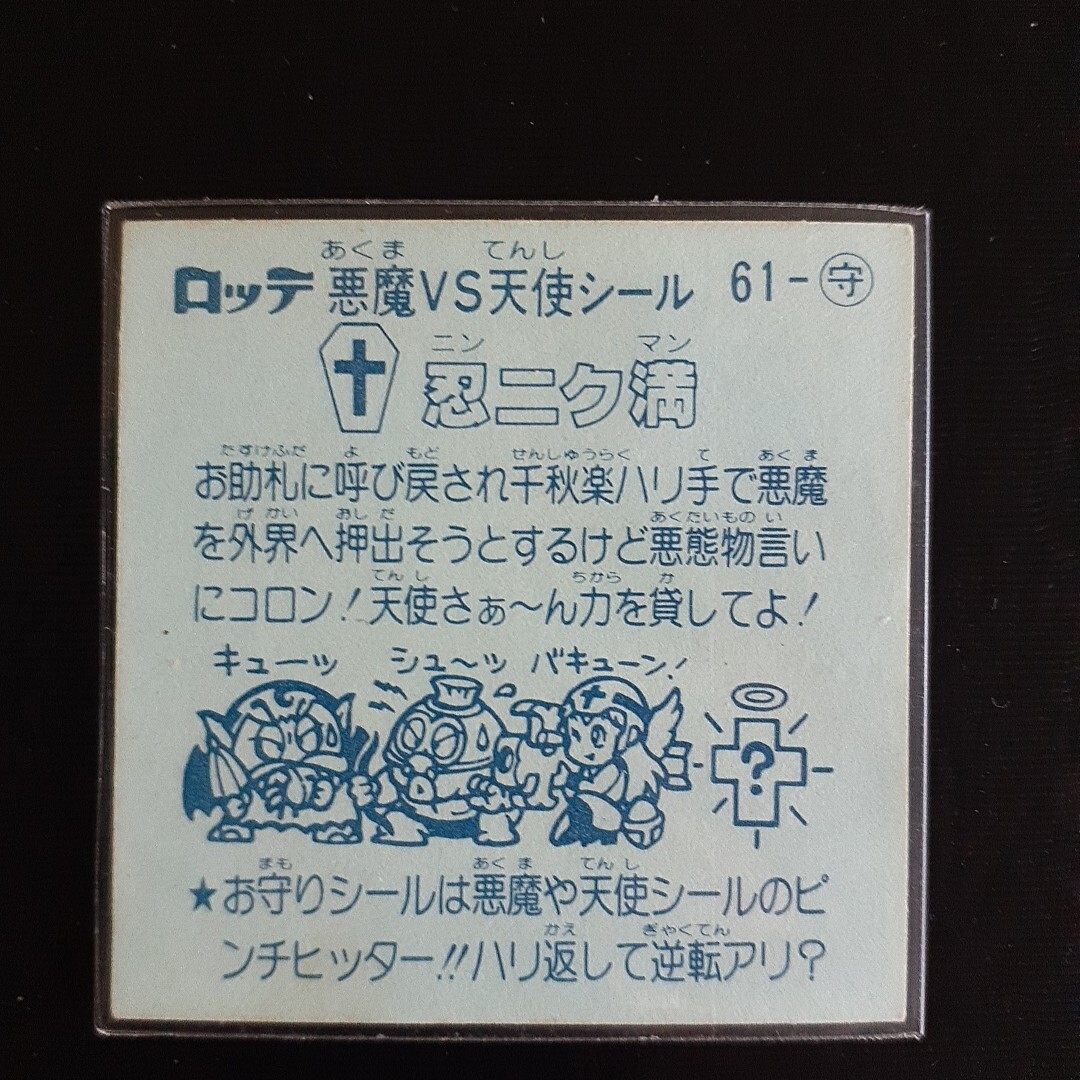 あくま てんし
ロッテ 悪魔VS天使シール 61-守
ニン マン
忍ニク満
たすけふだ よ もど せんしゅうらく て あくま
お助札に呼び戻され千秋楽ハリ手で悪魔
げかい おしだ あくたいものい
を外界へ押出そうとするけど悪態物言い
てんし ちから か
にコロン!天使さぁ〜ん力を貸してよ!
キューッ シュ〜ッ バキューン!
?
まも あくま てんし
★お守りシールは悪魔や天使シールのピ
かえ ぎゃくてん
ンチヒッター!!ハリ返して逆転アリ?